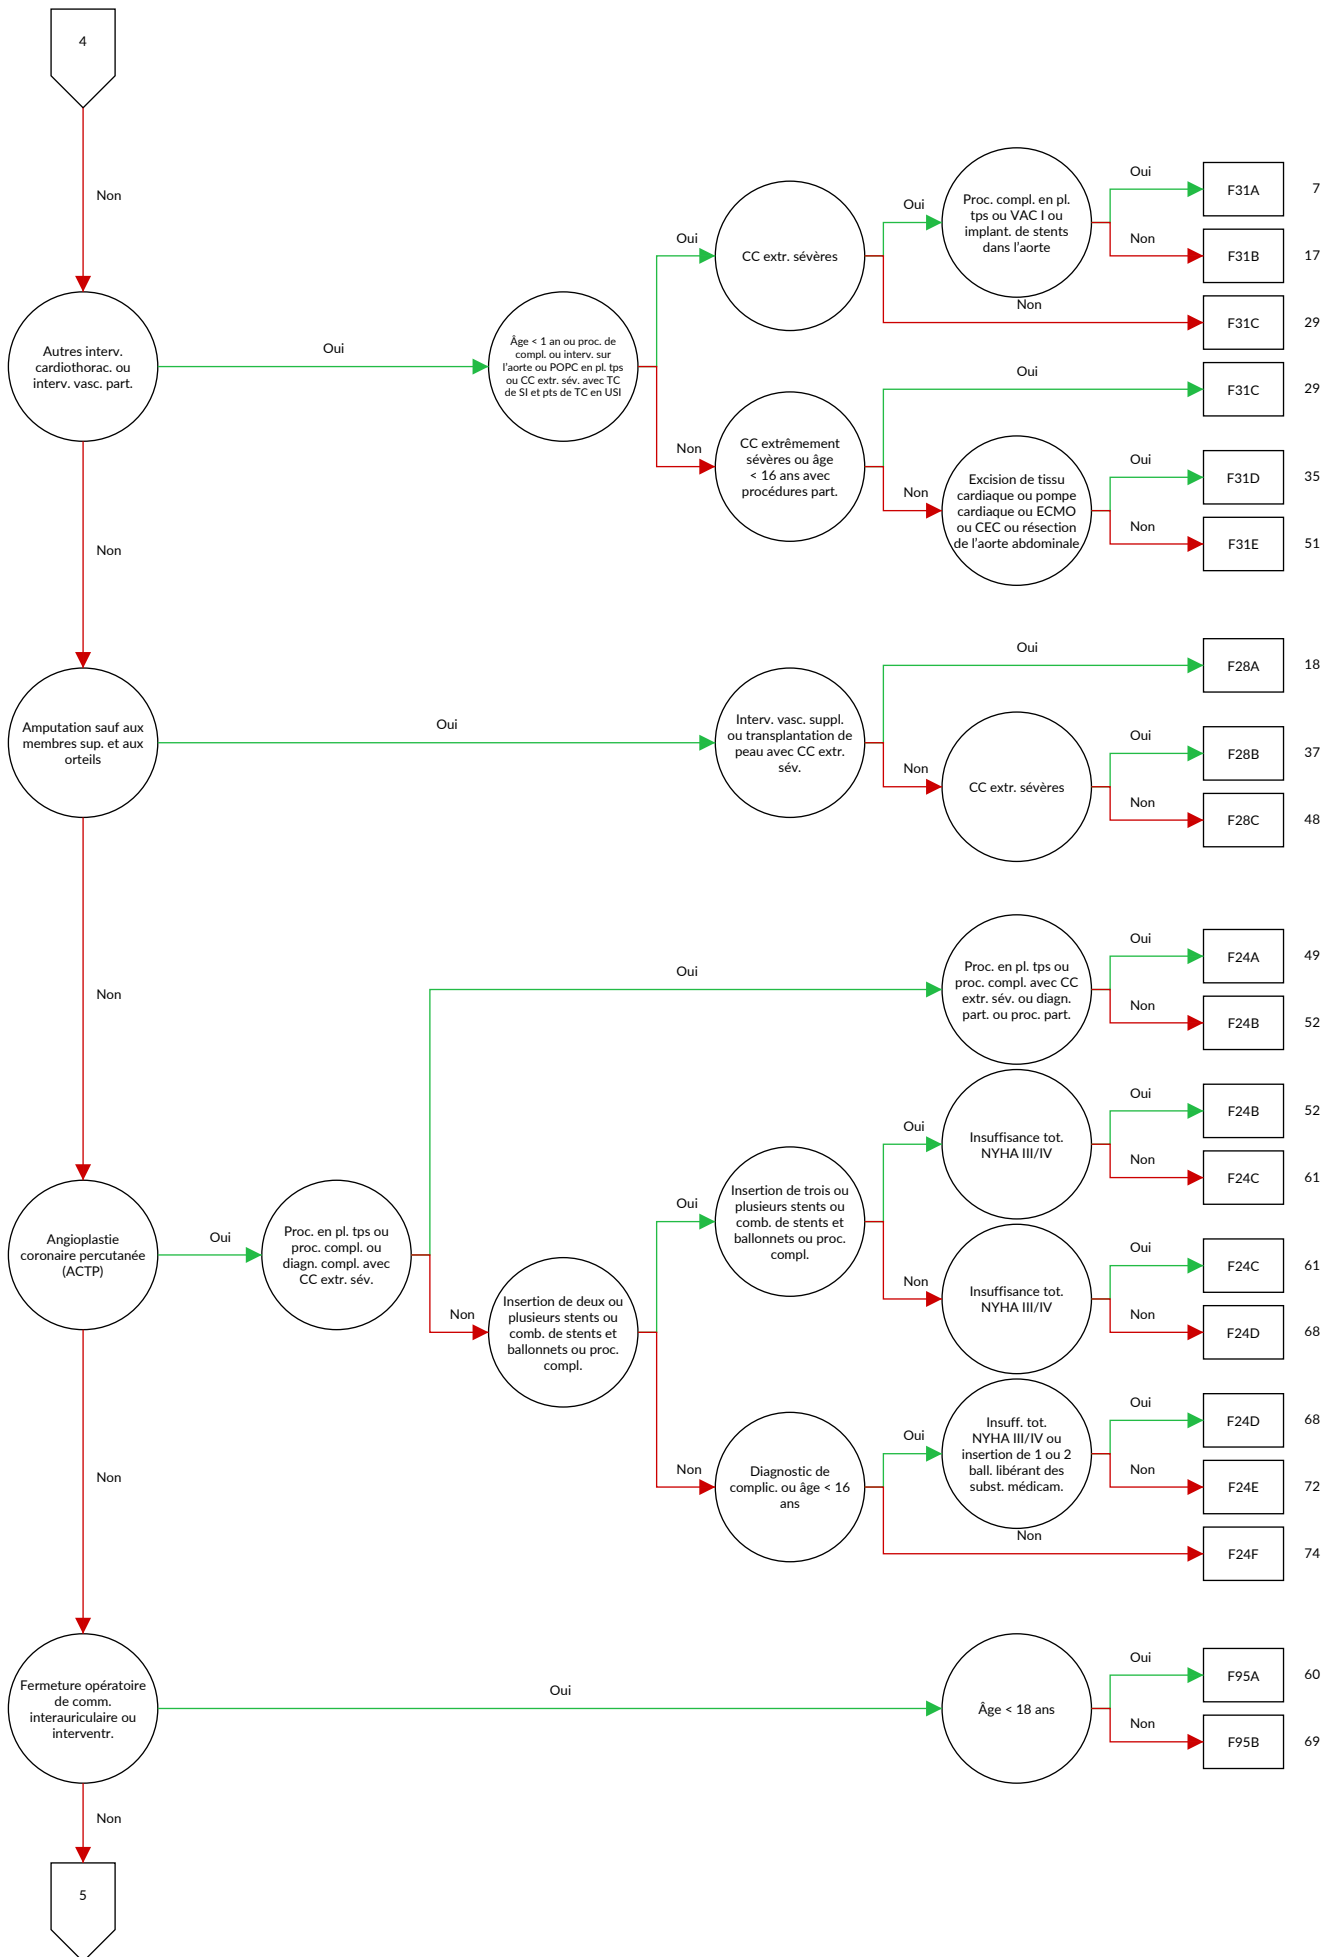 4
Non
Autres interv.
cardiothorac. ou
interv. vasc. part.
Oui
Âge < 1 an ou proc. de
compl. ou interv. sur
l'aorte ou POPC en pl. tps
ou CC extr. sév. avec TC
de SI et pts de TC en USI
Oui
CC extr. sévères
Oui
Proc. compl. en pl.
tps ou VAC I ou
implant. de stents
dans l'aorte
Oui
F31A 7
Non
F31B 17
Non
F31C 29
Non
CC extrêmement
sévères ou âge
< 16 ans avec
procédures part.
Oui
F31C 29
Non
Excision de tissu
cardiaque ou pompe
cardiaque ou ECMO
ou CEC ou résection
de l'aorte abdominale
Oui
F31D 35
Non
F31E 51
Non
Amputation sauf aux
membres sup. et aux
orteils
Oui
Interv. vasc. suppl.
ou transplantation de
peau avec CC extr.
sév.
Oui
F28A 18
Non
CC extr. sévères
Oui
F28B 37
Non
F28C 48
Non
Angioplastie
coronaire percutanée
(ACTP)
Oui
Proc. en pl. tps ou
proc. compl. ou
diagn. compl. avec
CC extr. sév.
Oui
Proc. en pl. tps ou
proc. compl. avec CC
extr. sév. ou diagn.
part. ou proc. part.
Oui
F24A 49
Non
F24B 52
Non
Insertion de deux ou
plusieurs stents ou
comb. de stents et
ballonnets ou proc.
compl.
Oui
Insertion de trois ou
plusieurs stents ou
comb. de stents et
ballonnets ou proc.
compl.
Oui
Insuffisance tot.
NYHA III/IV
Oui
F24B 52
Non
F24C 61
Non
Insuffisance tot.
NYHA III/IV
Oui
F24C 61
Non
F24D 68
Non
Diagnostic de
complic. ou âge < 16
ans
Oui
Insuff. tot.
NYHA III/IV ou
insertion de 1 ou 2
ball. libérant des
subst. médicam.
Oui
F24D 68
Non
F24E 72
Non
F24F 74
Non
Fermeture opératoire
de comm.
interauriculaire ou
interventr.
Oui
Âge < 18 ans
Oui
F95A 60
Non
F95B 69
Non
5